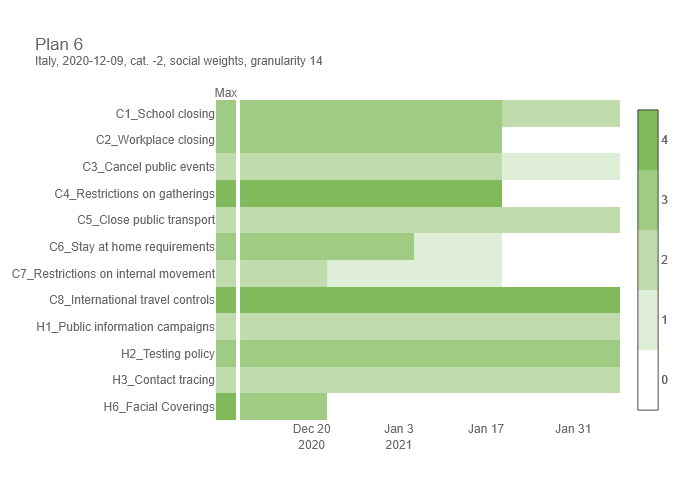 Plan 6
Italy, 2020-12-09, cat. -2, social weights, granularity 14
Max
C1_School closing
C2_Workplace closing
C3_Cancel public events
C4_Restrictions on gatherings
C5_Close public transport
C6_Stay at home requirements
C7_Restrictions on internal movement
C8_International travel controls
H1_Public information campaigns
H2_Testing policy
H3_Contact tracing
H6_Facial Coverings
Dec 20 Jan 3 Jan 17 Jan 31
2020 2021
4
3
2
1
0